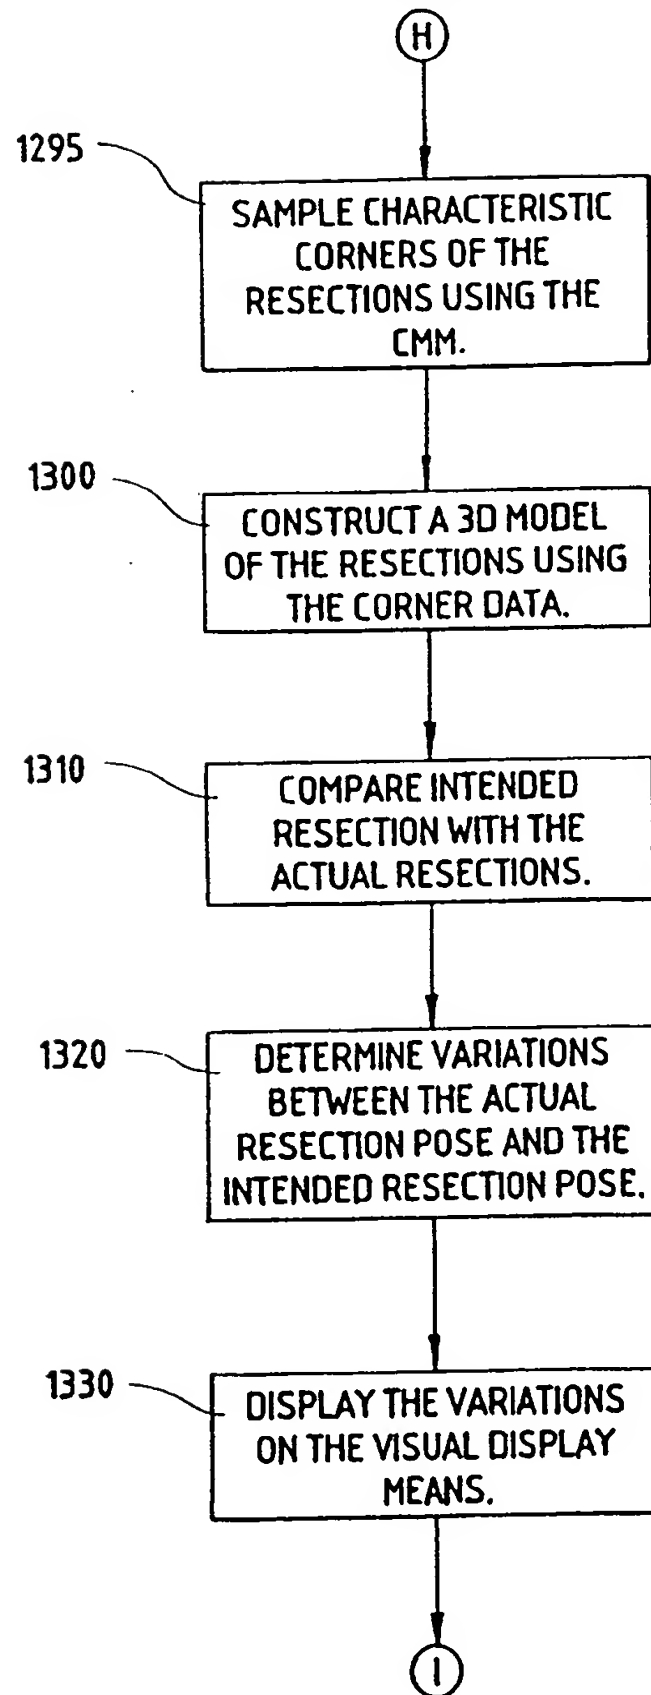 H
1295
SAMPLE CHARACTERISTIC
CORNERS OF THE
RESECTIONS USING THE
CMM.
1300
CONSTRUCT A 3D MODEL
OF THE RESECTIONS USING
THE CORNER DATA.
1310
COMPARE INTENDED
RESECTION WITH THE
ACTUAL RESECTIONS.
1320
DETERMINE VARIATIONS
BETWEEN THE ACTUAL
RESECTION POSE AND THE
INTENDED RESECTION POSE.
1330
DISPLAY THE VARIATIONS
ON THE VISUAL DISPLAY
MEANS.
I